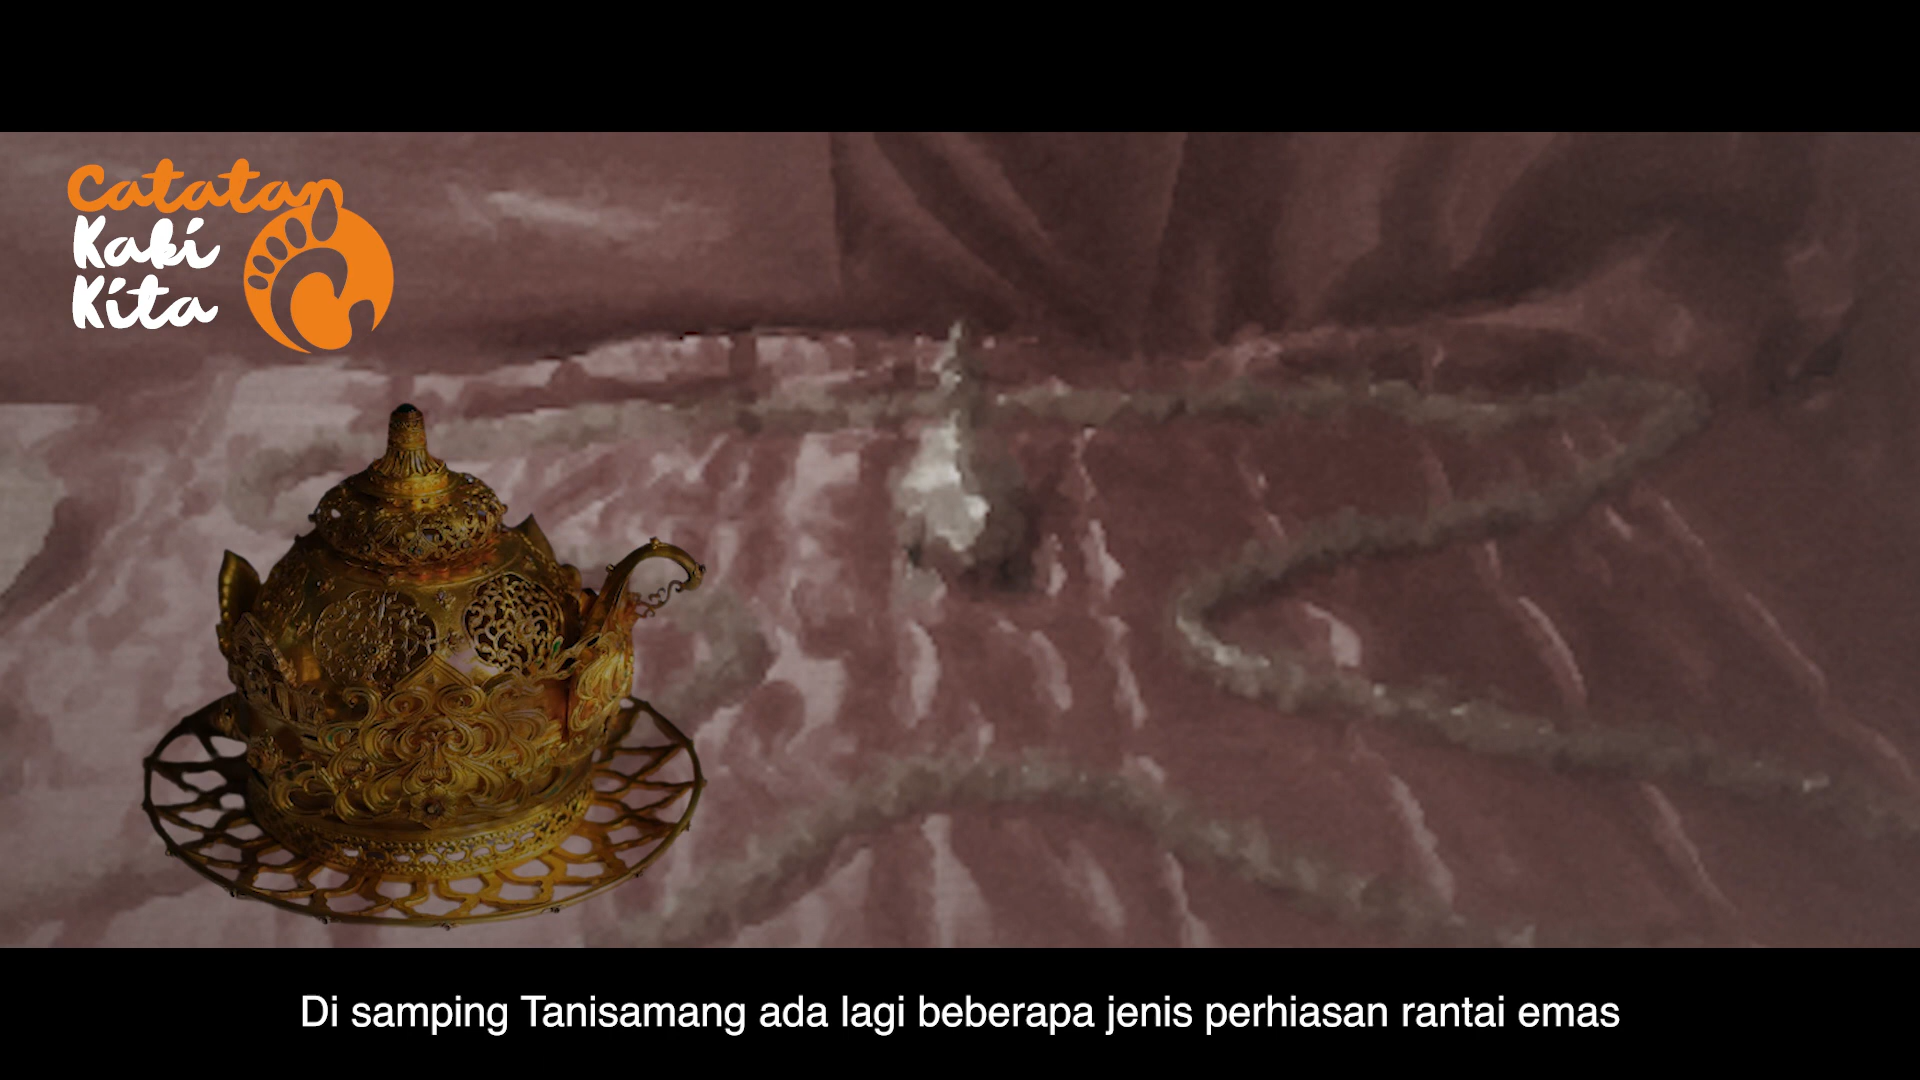 Catatan
Kaki
Kita
Di samping Tanisamang ada lagi beberapa jenis perhiasan rantai emas